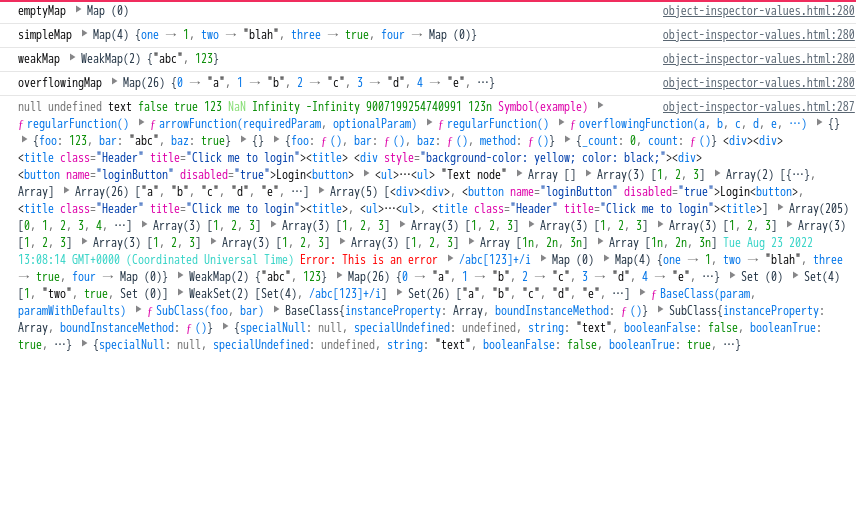 emptyMap ▶ Map (0) object-inspector-values.html:280
simpleMap ▶ Map(4) {one → 1, two → "blah", three → true, four → Map (0)} object-inspector-values.html:280
weakMap ▶ WeakMap(2) {"abc", 123} object-inspector-values.html:280
overflowingMap ▶ Map(26) {0 → "a", 1 → "b", 2 → "c", 3 → "d", 4 → "e", …} object-inspector-values.html:280
null undefined text false true 123 NaN Infinity -Infinity 9007199254740991 123n Symbol(example) ▶ object-inspector-values.html:287
ƒ regularFunction() ▶ ƒ arrowFunction(requiredParam, optionalParam) ▶ ƒ regularFunction() ▶ ƒ overflowingFunction(a, b, c, d, e, …) ▶ {}
▶ {foo: 123, bar: "abc", baz: true} ▶ {} ▶ {foo: ƒ (), bar: ƒ (), baz: ƒ (), method: ƒ ()} ▶ {_count: 0, count: ƒ ()} <div><div>
<title class="Header" title="Click me to login"><title> <div style="background-color: yellow; color: black;"><div>
<button name="loginButton" disabled="true">Login<button> ▶ <ul>…<ul> "Text node" ▶ Array [] ▶ Array(3) [1, 2, 3] ▶ Array(2) [{…},
Array] ▶ Array(26) ["a", "b", "c", "d", "e", …] ▶ Array(5) [<div><div>, <button name="loginButton" disabled="true">Login<button>,
<title class="Header" title="Click me to login"><title>, <ul>…<ul>, <title class="Header" title="Click me to login"><title>] ▶ Array(205)
[0, 1, 2, 3, 4, …] ▶ Array(3) [1, 2, 3] ▶ Array(3) [1, 2, 3] ▶ Array(3) [1, 2, 3] ▶ Array(3) [1, 2, 3] ▶ Array(3) [1, 2, 3] ▶ Array(3)
[1, 2, 3] ▶ Array(3) [1, 2, 3] ▶ Array(3) [1, 2, 3] ▶ Array(3) [1, 2, 3] ▶ Array [1n, 2n, 3n] ▶ Array [1n, 2n, 3n] Tue Aug 23 2022
13:08:14 GMT+0000 (Coordinated Universal Time) Error: This is an error ▶ /abc[123]+/i ▶ Map (0) ▶ Map(4) {one → 1, two → "blah", three
→ true, four → Map (0)} ▶ WeakMap(2) {"abc", 123} ▶ Map(26) {0 → "a", 1 → "b", 2 → "c", 3 → "d", 4 → "e", …} ▶ Set (0) ▶ Set(4)
[1, "two", true, Set (0)] ▶ WeakSet(2) [Set(4), /abc[123]+/i] ▶ Set(26) ["a", "b", "c", "d", "e", …] ▶ ƒ BaseClass(param,
paramWithDefaults) ▶ ƒ SubClass(foo, bar) ▶ BaseClass{instanceProperty: Array, boundInstanceMethod: ƒ ()} ▶ SubClass{instanceProperty:
Array, boundInstanceMethod: ƒ ()} ▶ {specialNull: null, specialUndefined: undefined, string: "text", booleanFalse: false, booleanTrue:
true, …} ▶ {specialNull: null, specialUndefined: undefined, string: "text", booleanFalse: false, booleanTrue: true, …}